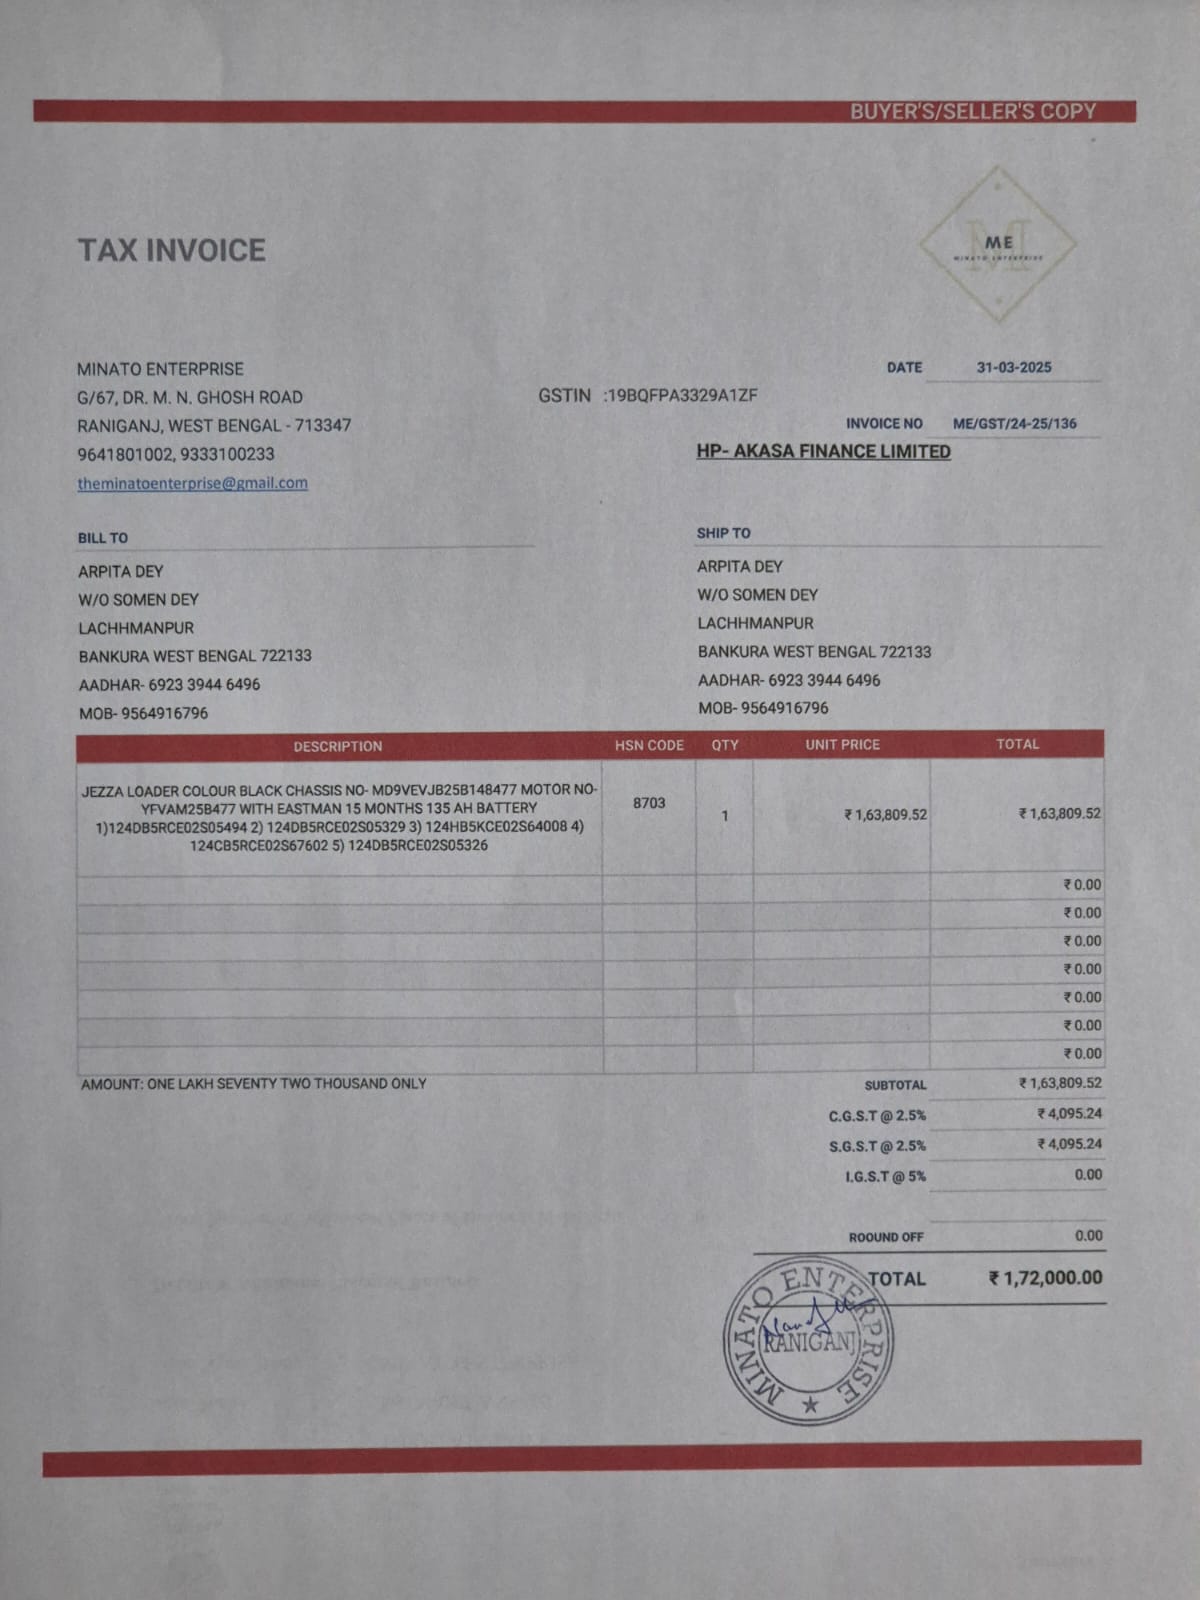 BUYER'S/SELLER'S COPY
ME
MINATO ENTERPRISE
TAX INVOICE
MINATO ENTERPRISE
G/67, DR. M. N. GHOSH ROAD
RANIGANJ, WEST BENGAL - 713347
9641801002, 9333100233
theminatoenterprise@gmail.com
GSTIN :19BQFPA3329A1ZF
DATE 31-03-2025
INVOICE NO ME/GST/24-25/136
HP- AKASA FINANCE LIMITED
BILL TO
ARPITA DEY
W/O SOMEN DEY
LACHHMANPUR
BANKURA WEST BENGAL 722133
AADHAR- 6923 3944 6496
MOB- 9564916796
SHIP TO
ARPITA DEY
W/O SOMEN DEY
LACHHMANPUR
BANKURA WEST BENGAL 722133
AADHAR- 6923 3944 6496
MOB- 9564916796
DESCRIPTION HSN CODE QTY UNIT PRICE TOTAL
JEZZA LOADER COLOUR BLACK CHASSIS NO- MD9VEVJB25B148477 MOTOR NO-
YFVAM25B477 WITH EASTMAN 15 MONTHS 135 AH BATTERY
1)124DB5RCE02S05494 2) 124DB5RCE02S05329 3) 124HB5KCE02S64008 4)
124CB5RCE02S67602 5) 124DB5RCE02S05326
8703 1 ₹ 1,63,809.52 ₹ 1,63,809.52
₹ 0.00
₹ 0.00
₹ 0.00
₹ 0.00
₹ 0.00
₹ 0.00
₹ 0.00
AMOUNT: ONE LAKH SEVENTY TWO THOUSAND ONLY
SUBTOTAL ₹ 1,63,809.52
C.G.S.T @ 2.5% ₹ 4,095.24
S.G.S.T @ 2.5% ₹ 4,095.24
I.G.S.T @ 5% 0.00
ROOUND OFF 0.00
TOTAL ₹ 1,72,000.00
MINATO ENTERPRISE
RANIGANJ